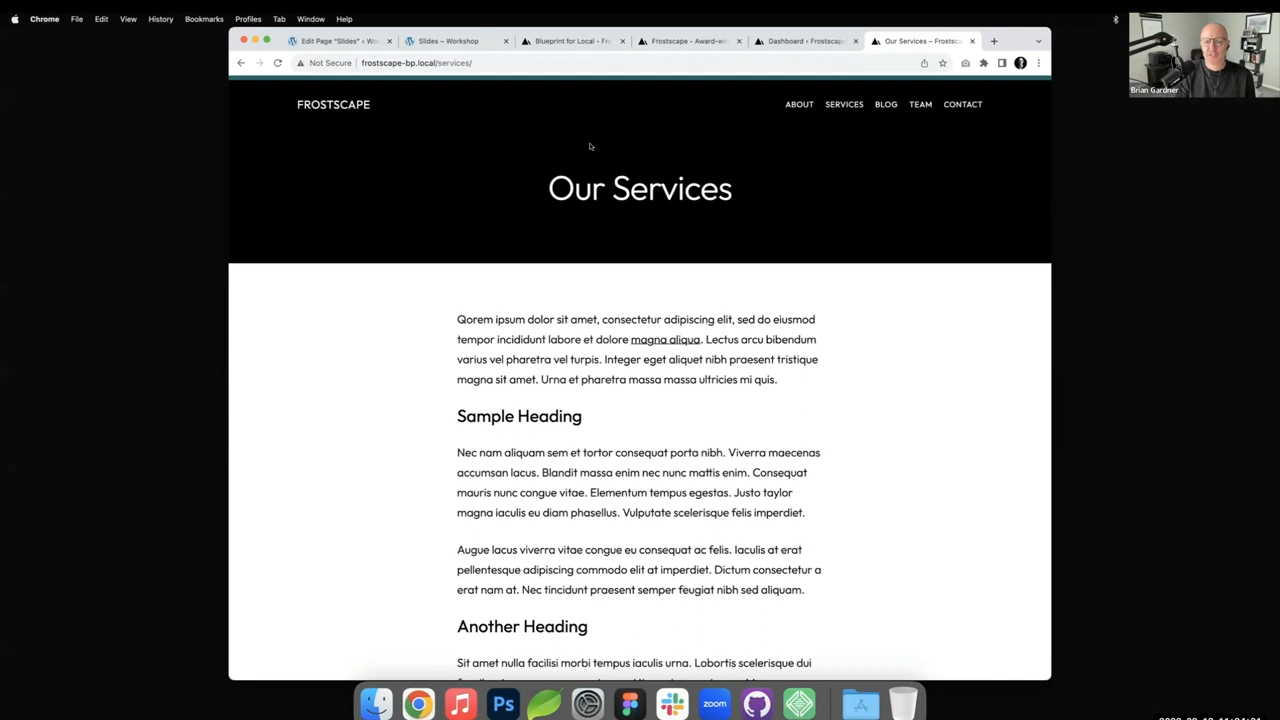 Chrome File Edit View History Bookmarks Profiles Tab Window Help
Edit Page "Slides" ‹ Wo
Slides – Workshop
Blueprint for Local - Fro
Frostscape - Award-wi
Dashboard ‹ Frostscape
Our Services – Frostsc
Not Secure
frostscape-bp.local/services/
Brian Gardner
FROSTSCAPE
ABOUT SERVICES BLOG TEAM CONTACT
Our Services
Qorem ipsum dolor sit amet, consectetur adipiscing elit, sed do eiusmod
tempor incididunt labore et dolore magna aliqua. Lectus arcu bibendum
varius vel pharetra vel turpis. Integer eget aliquet nibh praesent tristique
magna sit amet. Urna et pharetra massa massa ultricies mi quis.
Sample Heading
Nec nam aliquam sem et tortor consequat porta nibh. Viverra maecenas
accumsan lacus. Blandit massa enim nec nunc mattis enim. Consequat
mauris nunc congue vitae. Elementum tempus egestas. Justo taylor
magna iaculis eu diam phasellus. Vulputate scelerisque felis imperdiet.
Augue lacus viverra vitae congue eu consequat ac felis. Iaculis at erat
pellentesque adipiscing commodo elit at imperdiet. Dictum consectetur a
erat nam at. Nec tincidunt praesent semper feugiat nibh sed aliquam.
Another Heading
Sit amet nulla facilisi morbi tempus iaculis urna. Lobortis scelerisque dui
Ps
zoom